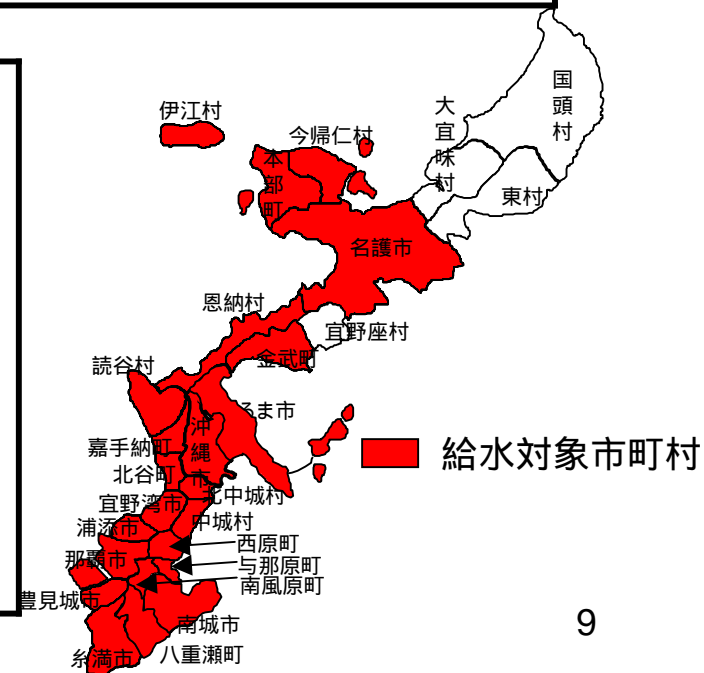 国頭村
大宜味村
東村
伊江村
今帰仁村
本部町
名護市
恩納村
宜野座村
金武町
読谷村
るま市
沖縄市
嘉手納町
給水対象市町村
北谷町
北中城村
宜野湾市
中城村
浦添市
西原町
那覇市
与那原町
南風原町
豊見城市
南城市
糸満市
八重瀬町
9